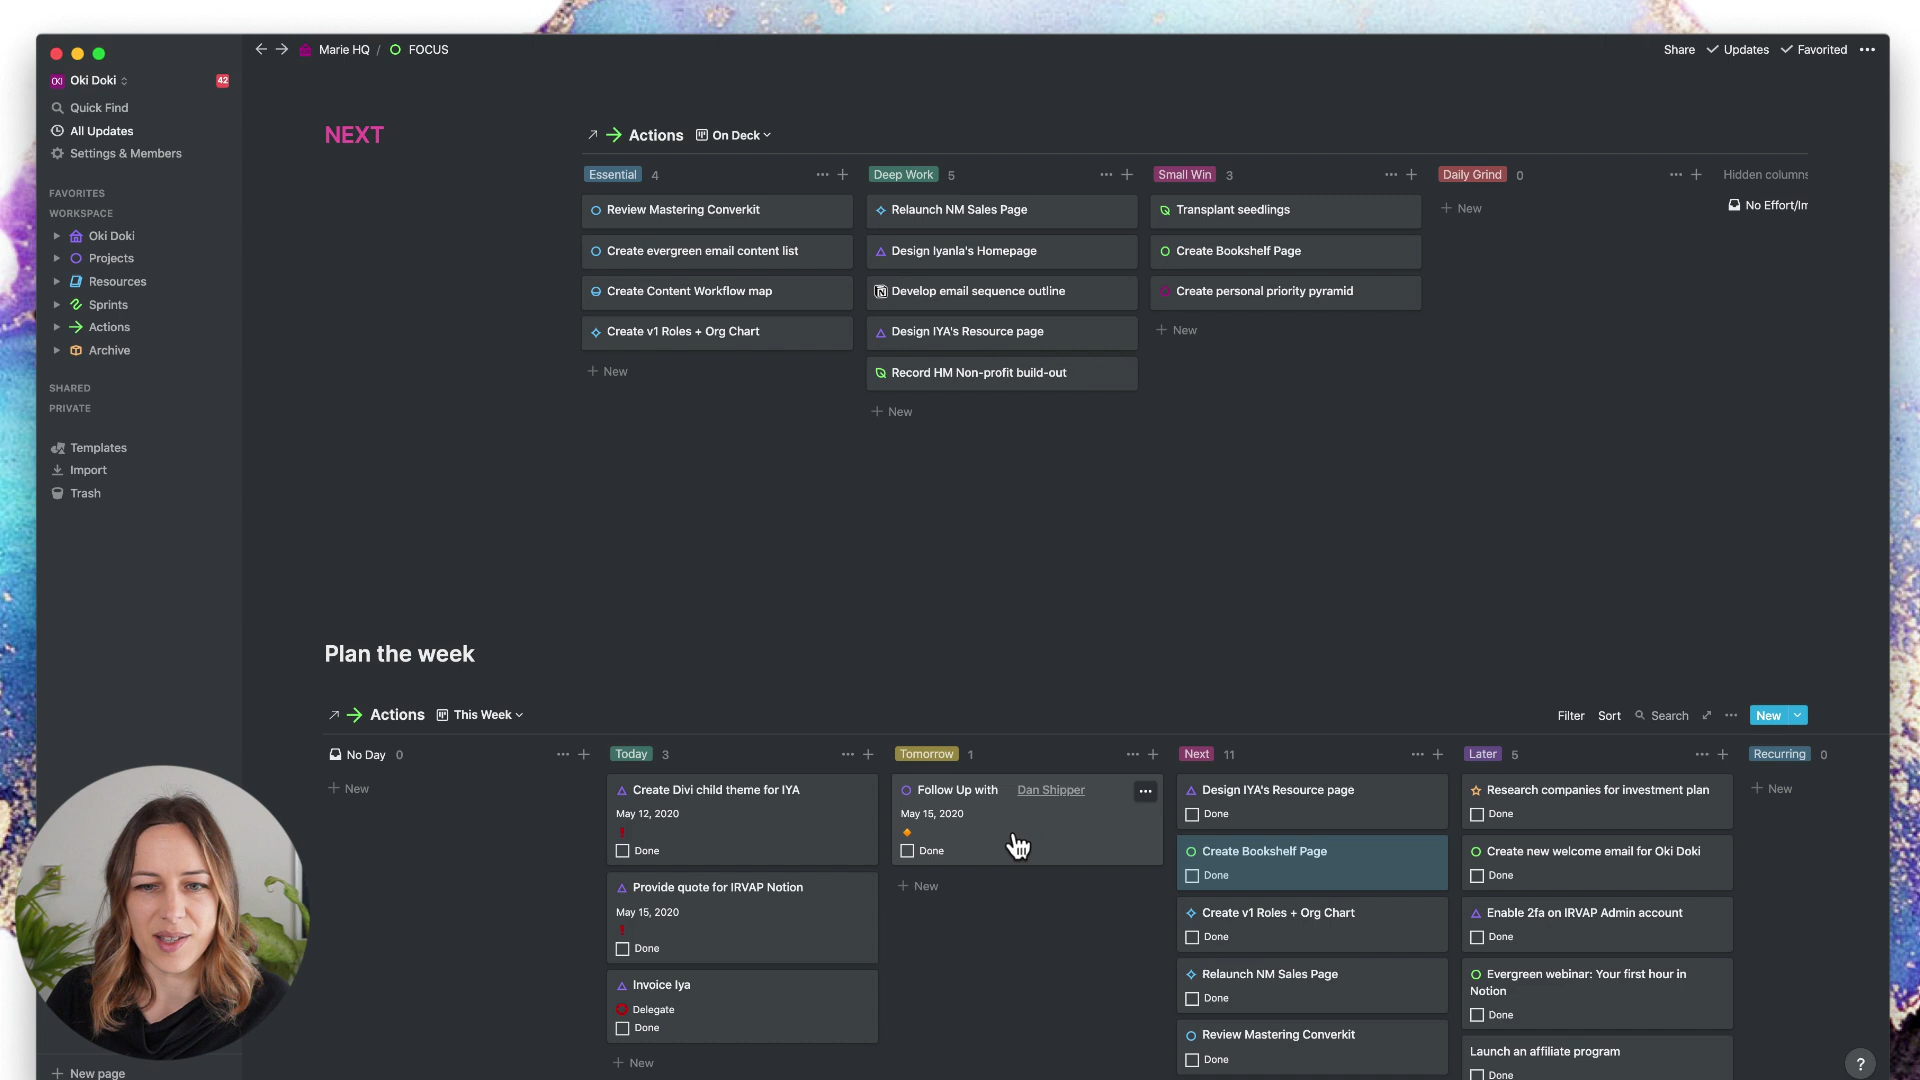 Marie HQ / FOCUS
Share Updates Favorited
OKI Oki Doki 42
Quick Find
All Updates
Settings & Members
FAVORITES
WORKSPACE
Oki Doki
Projects
Resources
Sprints
Actions
Archive
SHARED
PRIVATE
Templates
Import
Trash
New page
NEXT
Actions On Deck
Essential 4
Review Mastering Converkit
Create evergreen email content list
Create Content Workflow map
Create v1 Roles + Org Chart
New
Deep Work 5
Relaunch NM Sales Page
Design Iyanla's Homepage
Develop email sequence outline
Design IYA's Resource page
Record HM Non-profit build-out
New
Small Win 3
Transplant seedlings
Create Bookshelf Page
Create personal priority pyramid
New
Daily Grind 0
New
Hidden columns
No Effort/Im
Plan the week
Actions This Week
Filter Sort Search New
No Day 0
New
Today 3
Create Divi child theme for IYA
May 12, 2020
Done
Provide quote for IRVAP Notion
May 15, 2020
Done
Invoice Iya
Delegate
Done
New
Tomorrow 1
Follow Up with Dan Shipper
May 15, 2020
Done
New
Next 11
Design IYA's Resource page
Done
Create Bookshelf Page
Done
Create v1 Roles + Org Chart
Done
Relaunch NM Sales Page
Done
Review Mastering Converkit
Done
Later 5
Research companies for investment plan
Done
Create new welcome email for Oki Doki
Done
Enable 2fa on IRVAP Admin account
Done
Evergreen webinar: Your first hour in
Notion
Done
Launch an affiliate program
Done
Recurring 0
New
?